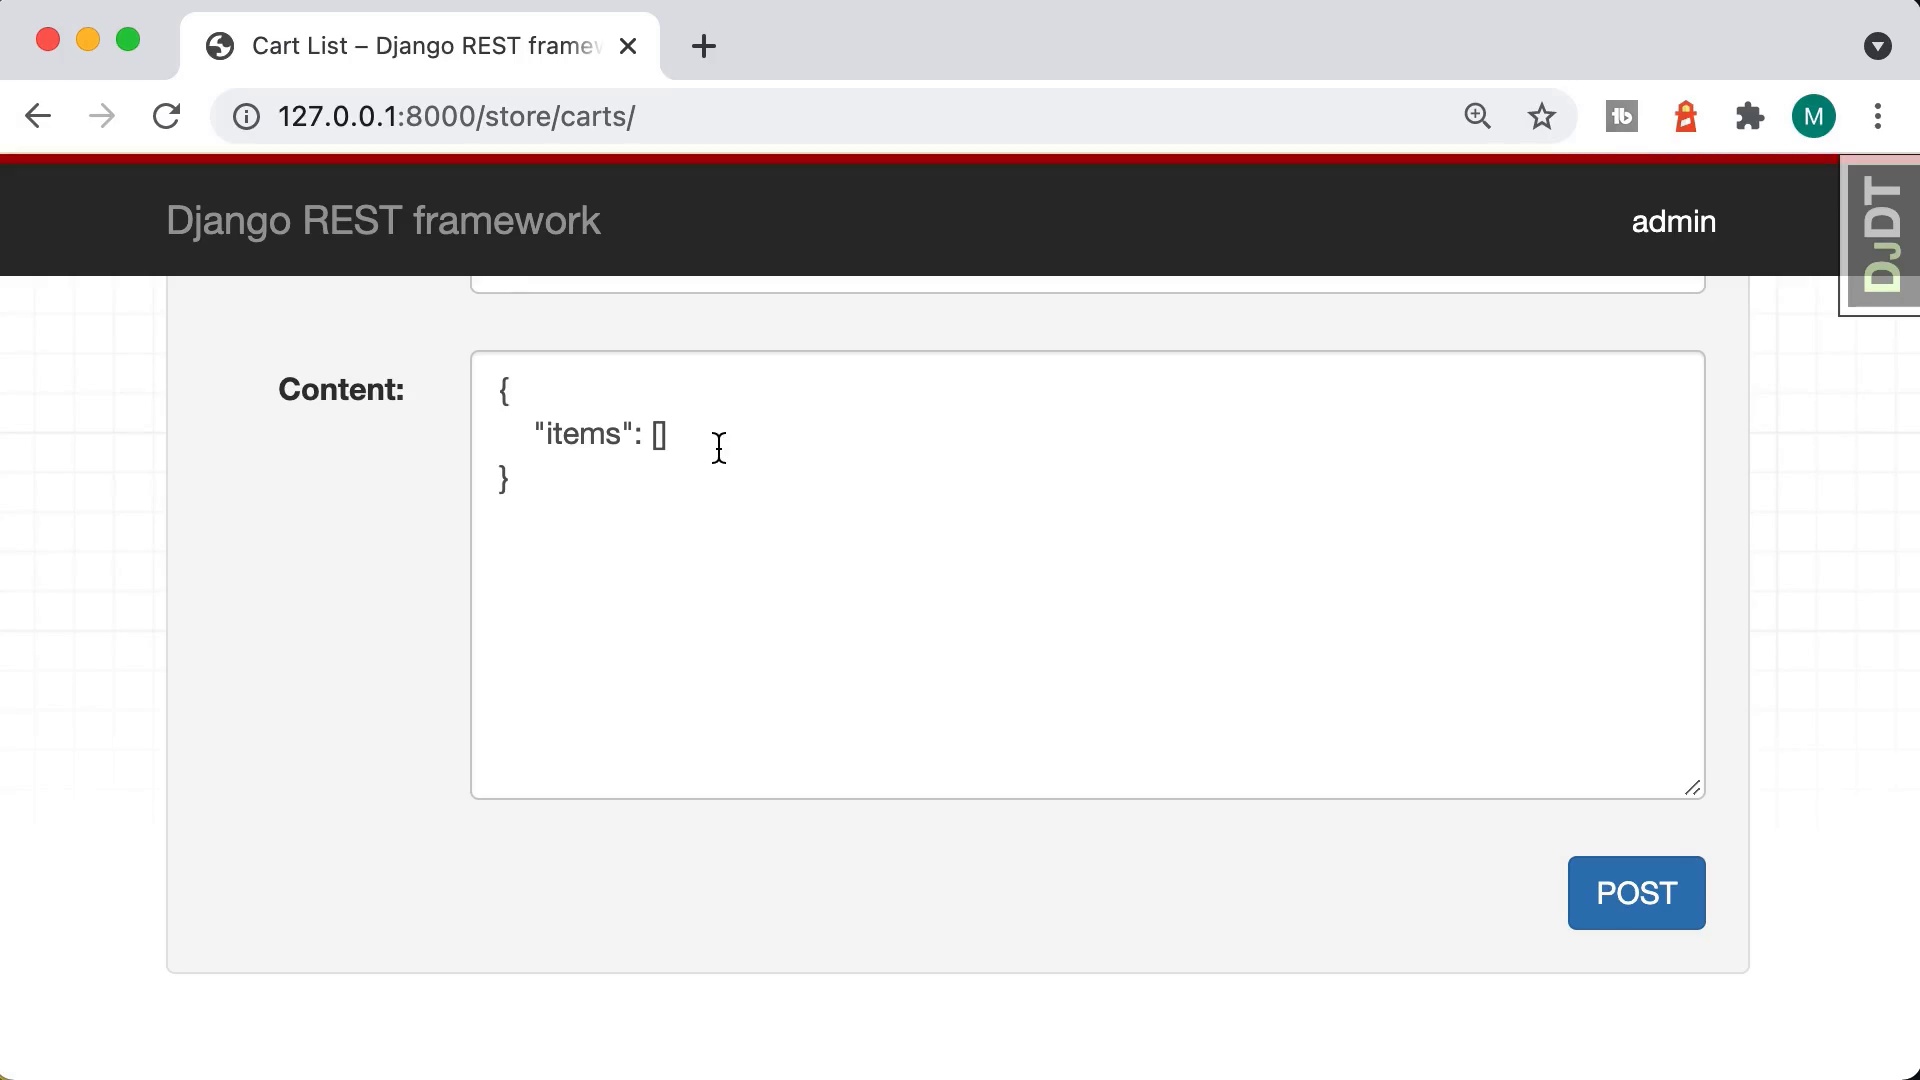 Cart List – Django REST framew
127.0.0.1:8000/store/carts/
M
Django REST framework
admin
DJDT
Content:
{
"items": []
}
POST